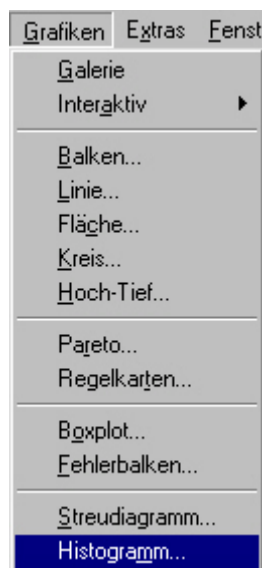 Grafiken Extras Fenst
Galerie
Interaktiv
Balken...
Linie...
Fläche...
Kreis...
Hoch-Tief...
Pareto...
Regelkarten...
Boxplot...
Fehlerbalken...
Streudiagramm...
Histogramm...